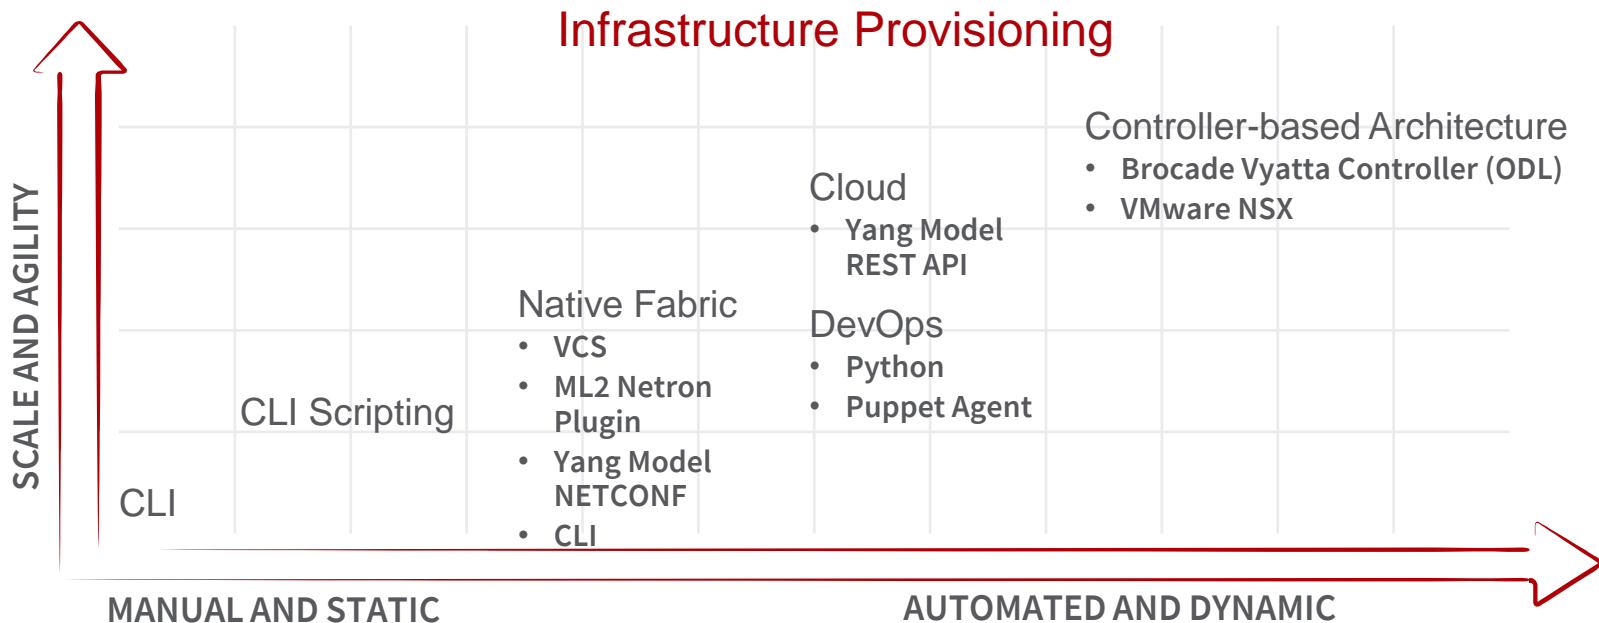 Infrastructure Provisioning
SCALE AND AGILITY
Controller-based Architecture
• Brocade Vyatta Controller (ODL)
• VMware NSX
Cloud
• Yang Model
REST API
DevOps
• Python
• Puppet Agent
Native Fabric
• VCS
• ML2 Netron
Plugin
• Yang Model
NETCONF
• CLI
CLI Scripting
CLI
MANUAL AND STATIC
AUTOMATED AND DYNAMIC